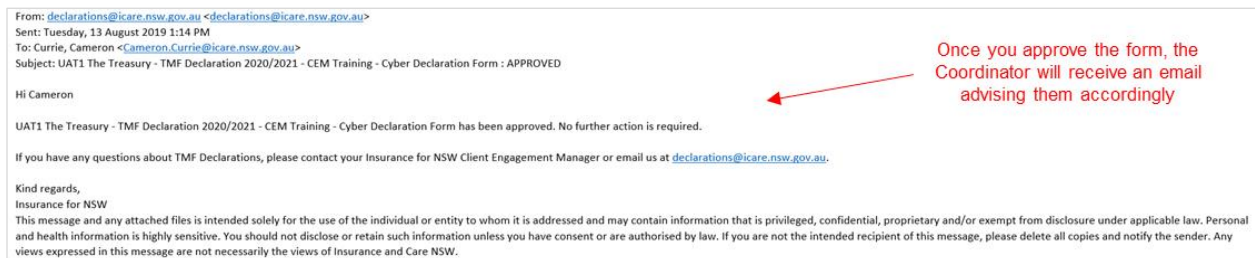 From: declarations@icare.nsw.gov.au <declarations@icare.nsw.gov.au>
Sent: Tuesday, 13 August 2019 1:14 PM
To: Currie, Cameron <Cameron.Currie@icare.nsw.gov.au>
Subject: UAT1 The Treasury - TMF Declaration 2020/2021 - CEM Training - Cyber Declaration Form : APPROVED
Once you approve the form, the
Coordinator will receive an email
advising them accordingly
Hi Cameron
UAT1 The Treasury - TMF Declaration 2020/2021 - CEM Training - Cyber Declaration Form has been approved. No further action is required.
If you have any questions about TMF Declarations, please contact your Insurance for NSW Client Engagement Manager or email us at declarations@icare.nsw.gov.au.
Kind regards,
Insurance for NSW
This message and any attached files is intended solely for the use of the individual or entity to whom it is addressed and may contain information that is privileged, confidential, proprietary and/or exempt from disclosure under applicable law. Personal
and health information is highly sensitive. You should not disclose or retain such information unless you have consent or are authorised by law. If you are not the intended recipient of this message, please delete all copies and notify the sender. Any
views expressed in this message are not necessarily the views of Insurance and Care NSW.